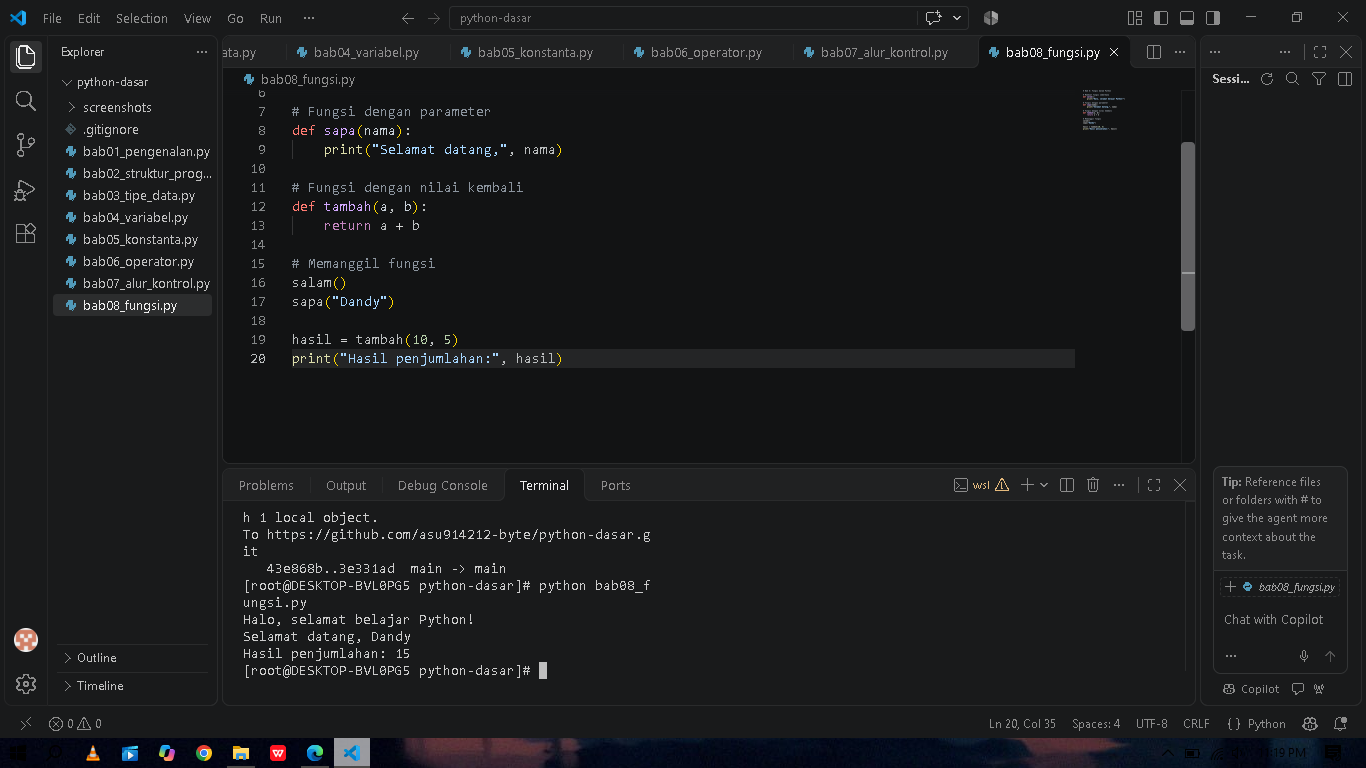 File Edit Selection View Go Run ··· python-dasar
Explorer ···
python-dasar
screenshots
.gitignore
bab01_pengenalan.py
bab02_struktur_prog...
bab03_tipe_data.py
bab04_variabel.py
bab05_konstanta.py
bab06_operator.py
bab07_alur_kontrol.py
bab08_fungsi.py
Outline
Timeline
ata.py bab04_variabel.py bab05_konstanta.py bab06_operator.py bab07_alur_kontrol.py bab08_fungsi.py
bab08_fungsi.py
6
7 # Fungsi dengan parameter
8 def sapa(nama):
9 print("Selamat datang,", nama)
10
11 # Fungsi dengan nilai kembali
12 def tambah(a, b):
13 return a + b
14
15 # Memanggil fungsi
16 salam()
17 sapa("Dandy")
18
19 hasil = tambah(10, 5)
20 print("Hasil penjumlahan:", hasil)
Problems Output Debug Console Terminal Ports wsl
h 1 local object.
To https://github.com/asu914212-byte/python-dasar.g
it
43e868b..3e331ad main -> main
[root@DESKTOP-BVL0PG5 python-dasar]# python bab08_f
ungsi.py
Halo, selamat belajar Python!
Selamat datang, Dandy
Hasil penjumlahan: 15
[root@DESKTOP-BVL0PG5 python-dasar]#
Sessi...
Tip: Reference files
or folders with # to
give the agent more
context about the
task.
bab08_fungsi.py
Chat with Copilot
Copilot
0 0 Ln 20, Col 35 Spaces: 4 UTF-8 CRLF {} Python